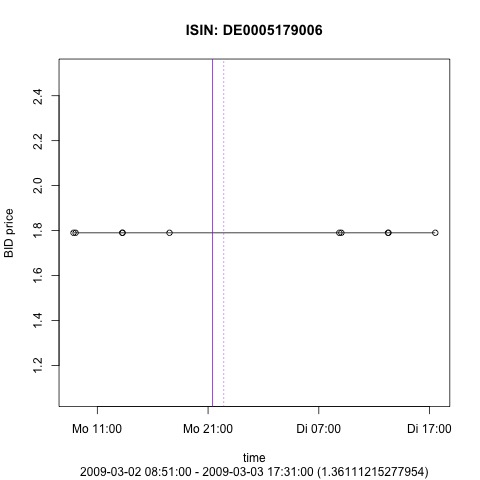 ISIN: DE0005179006
BID price
2.4
2.2
2.0
1.8
1.6
1.4
1.2
Mo 11:00 Mo 21:00 Di 07:00 Di 17:00
time
2009-03-02 08:51:00 - 2009-03-03 17:31:00 (1.36111215277954)